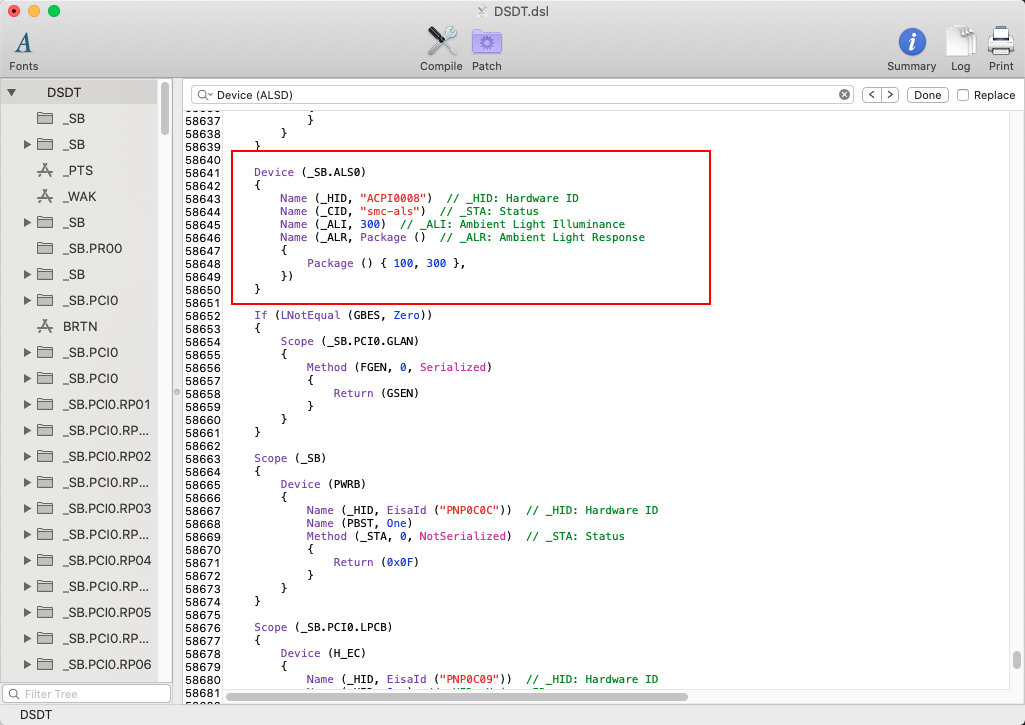 DSDT.dsl
Fonts
Compile
Patch
Summary
Log
Print
DSDT
_SB
_SB
_PTS
_WAK
_SB
_SB.PR00
_SB
_SB.PCI0
BRTN
_SB.PCI0
_SB.PCI0
_SB.PCI0.RP01
_SB.PCI0.RP...
_SB.PCI0.RP02
_SB.PCI0.RP...
_SB.PCI0.RP03
_SB.PCI0.RP...
_SB.PCI0.RP04
_SB.PCI0.RP...
_SB.PCI0.RP05
_SB.PCI0.RP...
_SB.PCI0.RP06
Filter Tree
DSDT
Device (ALSD)
< >
Done
Replace
58637 }
58638 }
58639 }
58640
58641 Device (_SB.ALS0)
58642 {
58643 Name (_HID, "ACPI0008") // _HID: Hardware ID
58644 Name (_CID, "smc-als") // _STA: Status
58645 Name (_ALI, 300) // _ALI: Ambient Light Illuminance
58646 Name (_ALR, Package () // _ALR: Ambient Light Response
58647 {
58648 Package () { 100, 300 },
58649 })
58650 }
58651
58652 If (LNotEqual (GBES, Zero))
58653 {
58654 Scope (_SB.PCI0.GLAN)
58655 {
58656 Method (FGEN, 0, Serialized)
58657 {
58658 Return (GSEN)
58659 }
58660 }
58661 }
58662
58663 Scope (_SB)
58664 {
58665 Device (PWRB)
58666 {
58667 Name (_HID, EisaId ("PNP0C0C")) // _HID: Hardware ID
58668 Name (PBST, One)
58669 Method (_STA, 0, NotSerialized) // _STA: Status
58670 {
58671 Return (0x0F)
58672 }
58673 }
58674 }
58675
58676 Scope (_SB.PCI0.LPCB)
58677 {
58678 Device (H_EC)
58679 {
58680 Name (_HID, EisaId ("PNP0C09")) // _HID: Hardware ID
58681